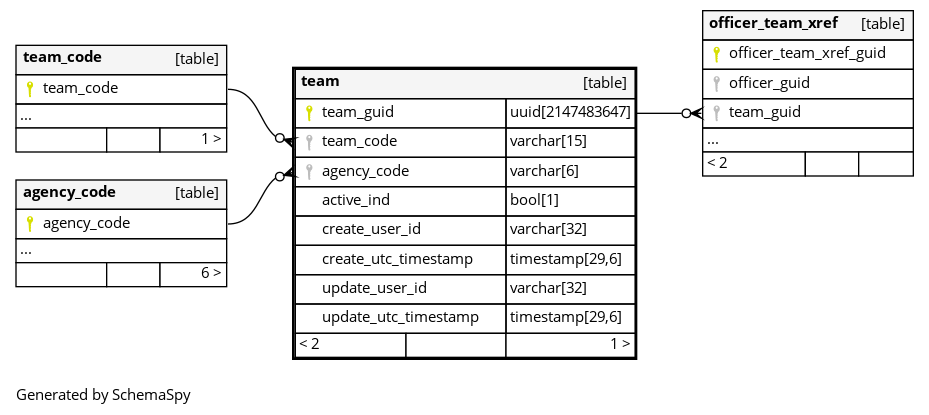 team_code [table]
team_code
...
1 >
agency_code [table]
agency_code
...
6 >
team [table]
team_guid uuid[2147483647]
team_code varchar[15]
agency_code varchar[6]
active_ind bool[1]
create_user_id varchar[32]
create_utc_timestamp timestamp[29,6]
update_user_id varchar[32]
update_utc_timestamp timestamp[29,6]
< 2 1 >
officer_team_xref [table]
officer_team_xref_guid
officer_guid
team_guid
...
< 2
Generated by SchemaSpy